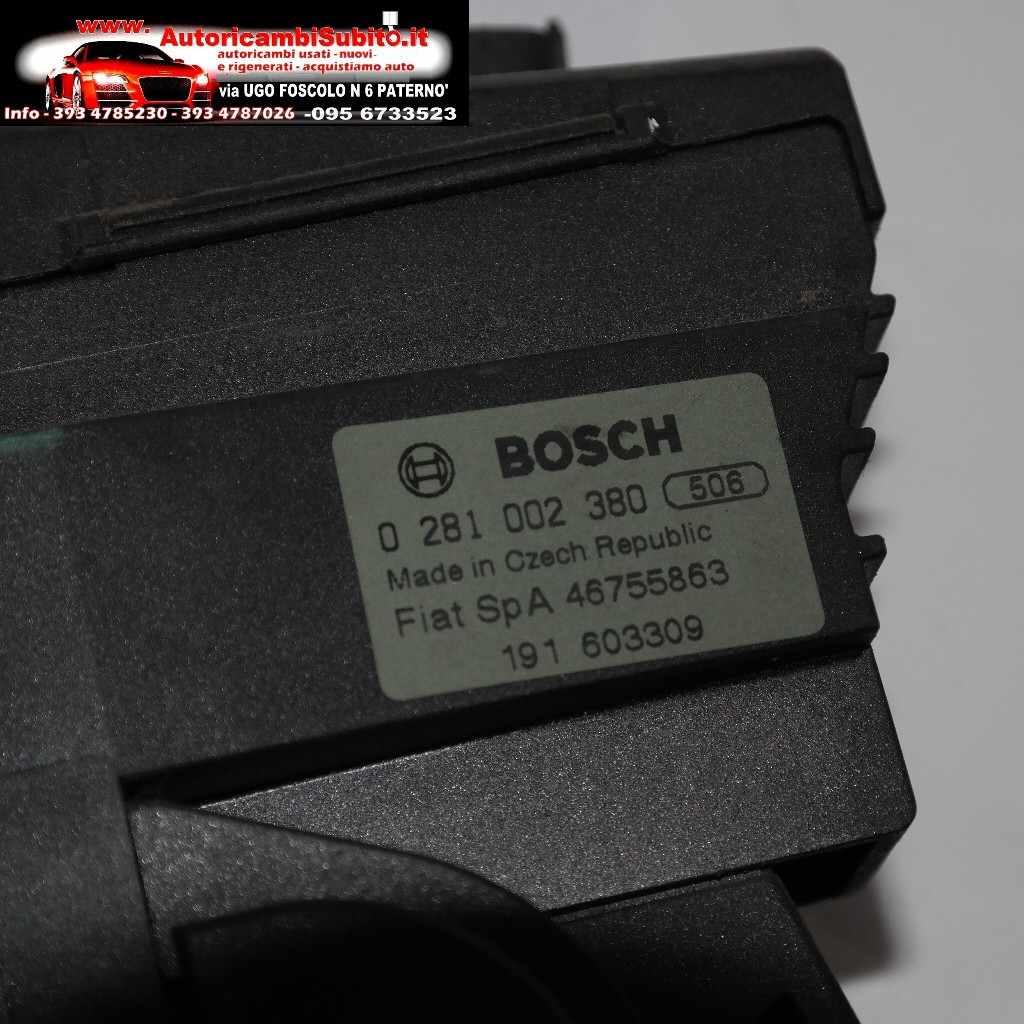 www.
AutoricambiSubito.it
autoricambi usati - nuovi -
e rigenerati - acquistiamo auto
via UGO FOSCOLO N 6 PATERNO'
Info - 393 4785230 - 393 4787026 -095 6733523
BOSCH
0 281 002 380 506
Made in Czech Republic
Fiat SpA 46755863
191 603309